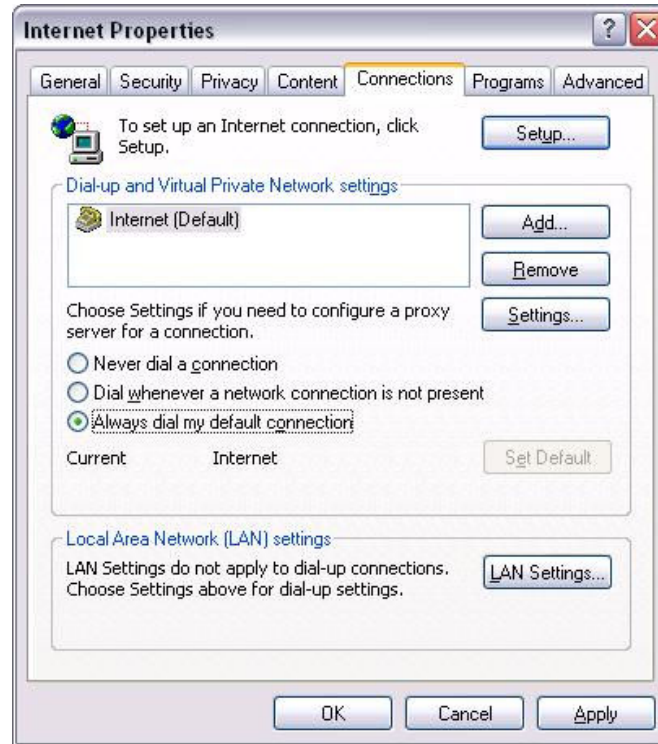 Internet Properties
General Security Privacy Content Connections Programs Advanced
To set up an Internet connection, click
Setup.
Setup...
Dial-up and Virtual Private Network settings
Internet (Default)
Add...
Remove
Choose Settings if you need to configure a proxy
server for a connection.
Settings...
Never dial a connection
Dial whenever a network connection is not present
Always dial my default connection
Current Internet
Set Default
Local Area Network (LAN) settings
LAN Settings do not apply to dial-up connections.
Choose Settings above for dial-up settings.
LAN Settings...
OK Cancel Apply